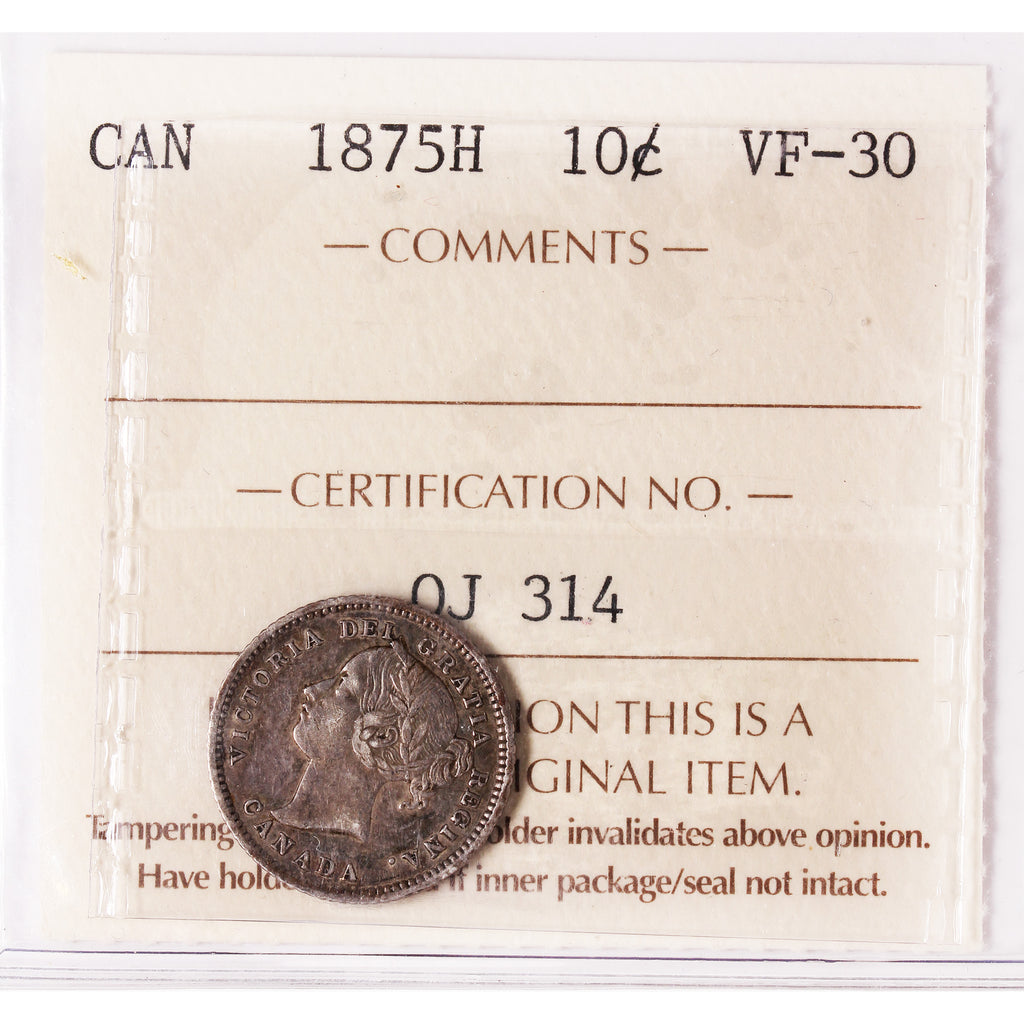 CAN 1875H 10¢ VF-30
— COMMENTS —
— CERTIFICATION NO. —
OJ 314
VICTORIA DEI GRATIA REGINA.
CANADA
ON THIS IS A
IGINAL ITEM.
Tampering older invalidates above opinion.
Have hold if inner package/seal not intact.